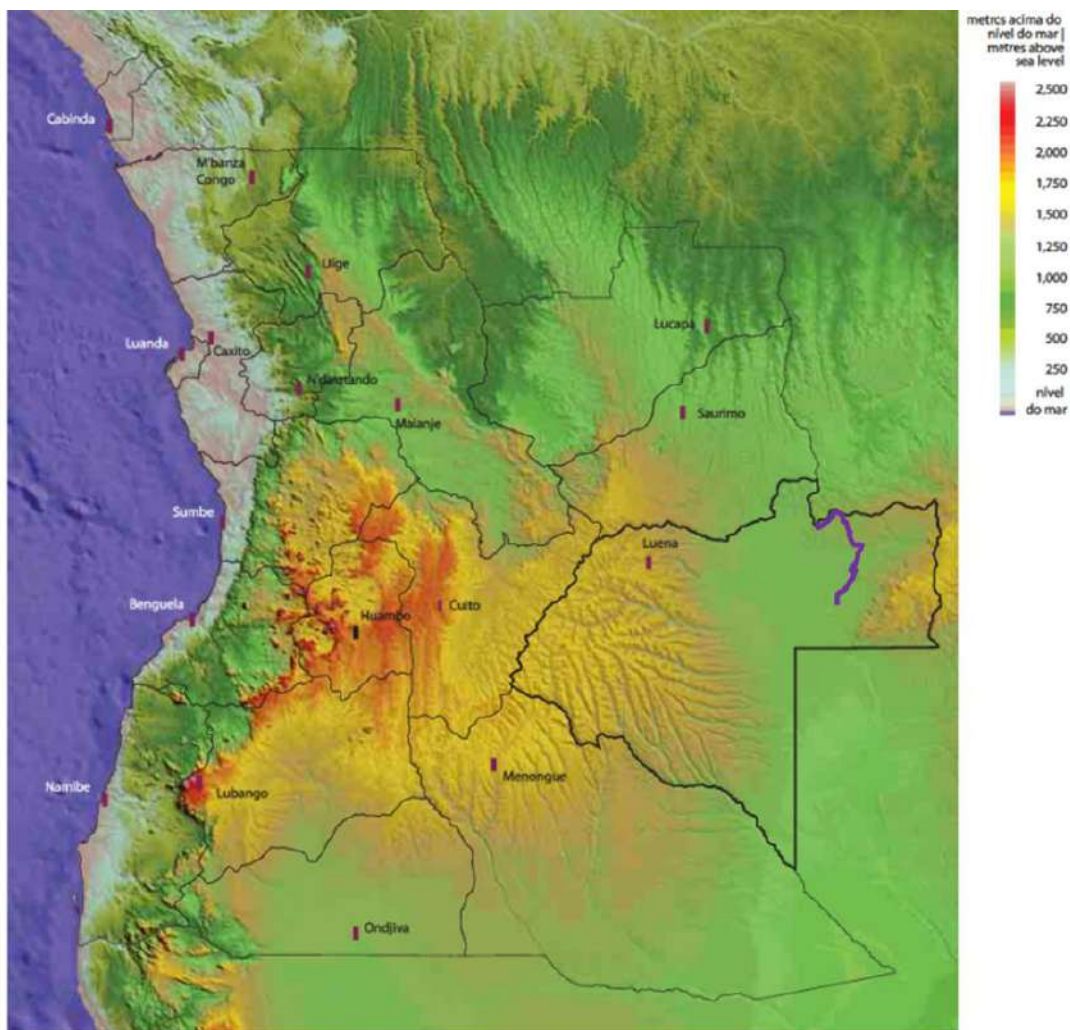 metros acima do
nível do mar |
metres above
sea level
2,500
2,250
2,000
1,750
1,500
1,250
1,000
750
500
250
nível
do mar
Cabinda
M'banza
Congo
Uíge
Lucapa
Luanda
Caxito
N'dalatando
Malanje
Saurimo
Sumbe
Luena
Benguela
Huambo
Cuito
Namibe
Lubango
Menongue
Ondjiva